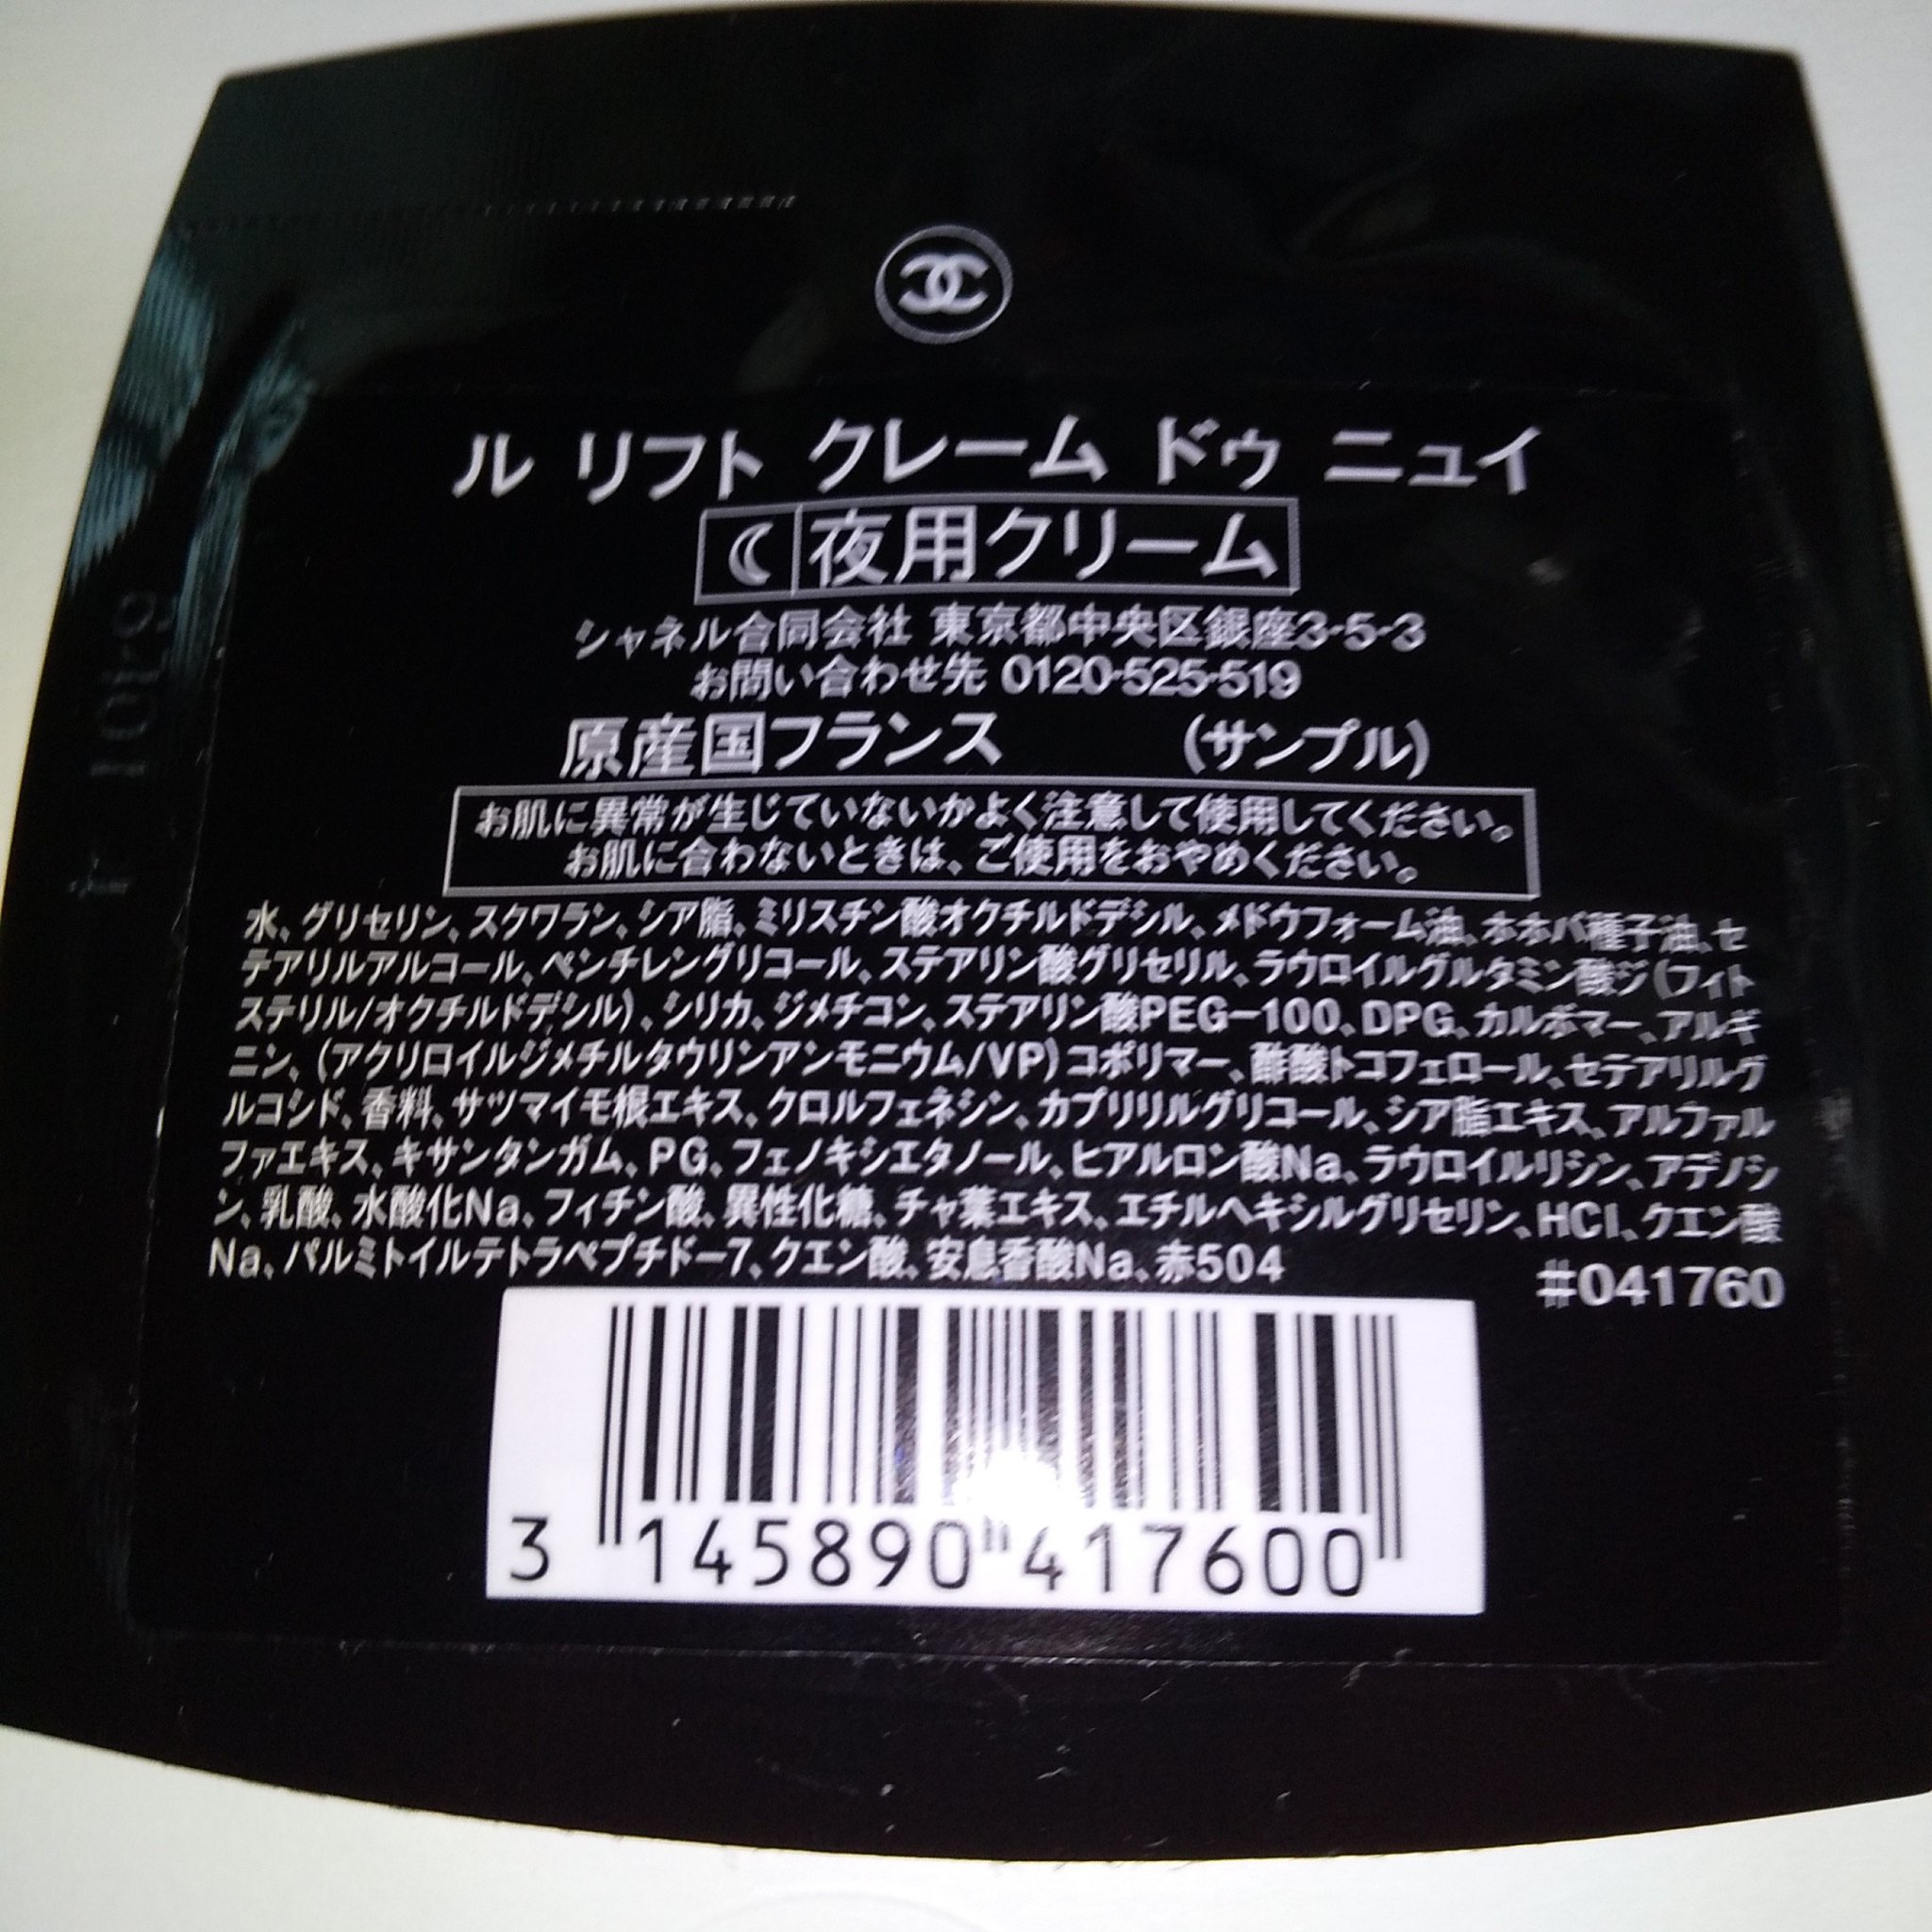 ル リフト クレーム ドゥ ニュイ
夜用クリーム
シャネル合同会社 東京都中央区銀座3-5-3
お問い合わせ先 0120-525-519
原産国フランス (サンプル)
お肌に異常が生じていないかよく注意して使用してください。
お肌に合わないときは、ご使用をおやめください。
水、グリセリン、スクワラン、シア脂、ミリスチン酸オクチルドデシル、メドウフォーム油、ホホバ種子油、セ
テアリルアルコール、ペンチレングリコール、ステアリン酸グリセリル、ラウロイルグルタミン酸ジ(フィト
ステリル/オクチルドデシル)、シリカ、ジメチコン、ステアリン酸PEG-100、DPG、カルボマー、アルギ
ニン、(アクリロイルジメチルタウリンアンモニウム/VP)コポリマー、酢酸トコフェロール、セテアリルグ
ルコシド、香料、サツマイモ根エキス、クロルフェネシン、カプリリルグリコール、シア脂エキス、アルファル
ファエキス、キサンタンガム、PG、フェノキシエタノール、ヒアルロン酸Na、ラウロイルリシン、アデノシ
ン、乳酸、水酸化Na、フィチン酸、異性化糖、チャ葉エキス、エチルヘキシルグリセリン、HCl、クエン酸
Na、パルミトイルテトラペプチド-7、クエン酸、安息香酸Na、赤504
#041760
3 145890 417600